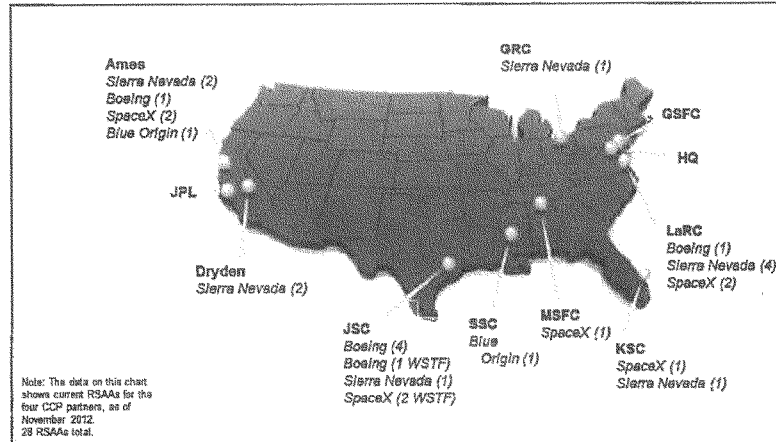 Ames
Sierra Nevada (2)
Boeing (1)
SpaceX (2)
Blue Origin (1)
GRC
Sierra Nevada (1)
GSFC
HQ
JPL
LaRC
Boeing (1)
Sierra Nevada (4)
SpaceX (2)
Dryden
Sierra Nevada (2)
JSC
Boeing (4)
Boeing (1 WSTF)
Sierra Nevada (1)
SpaceX (2 WSTF)
SSC
Blue
Origin (1)
MSFC
SpaceX (1)
KSC
SpaceX (1)
Sierra Nevada (1)
Note: The data on this chart
shows current RSAAs for the
four CCP partners, as of
November 2012.
28 RSAAs total.